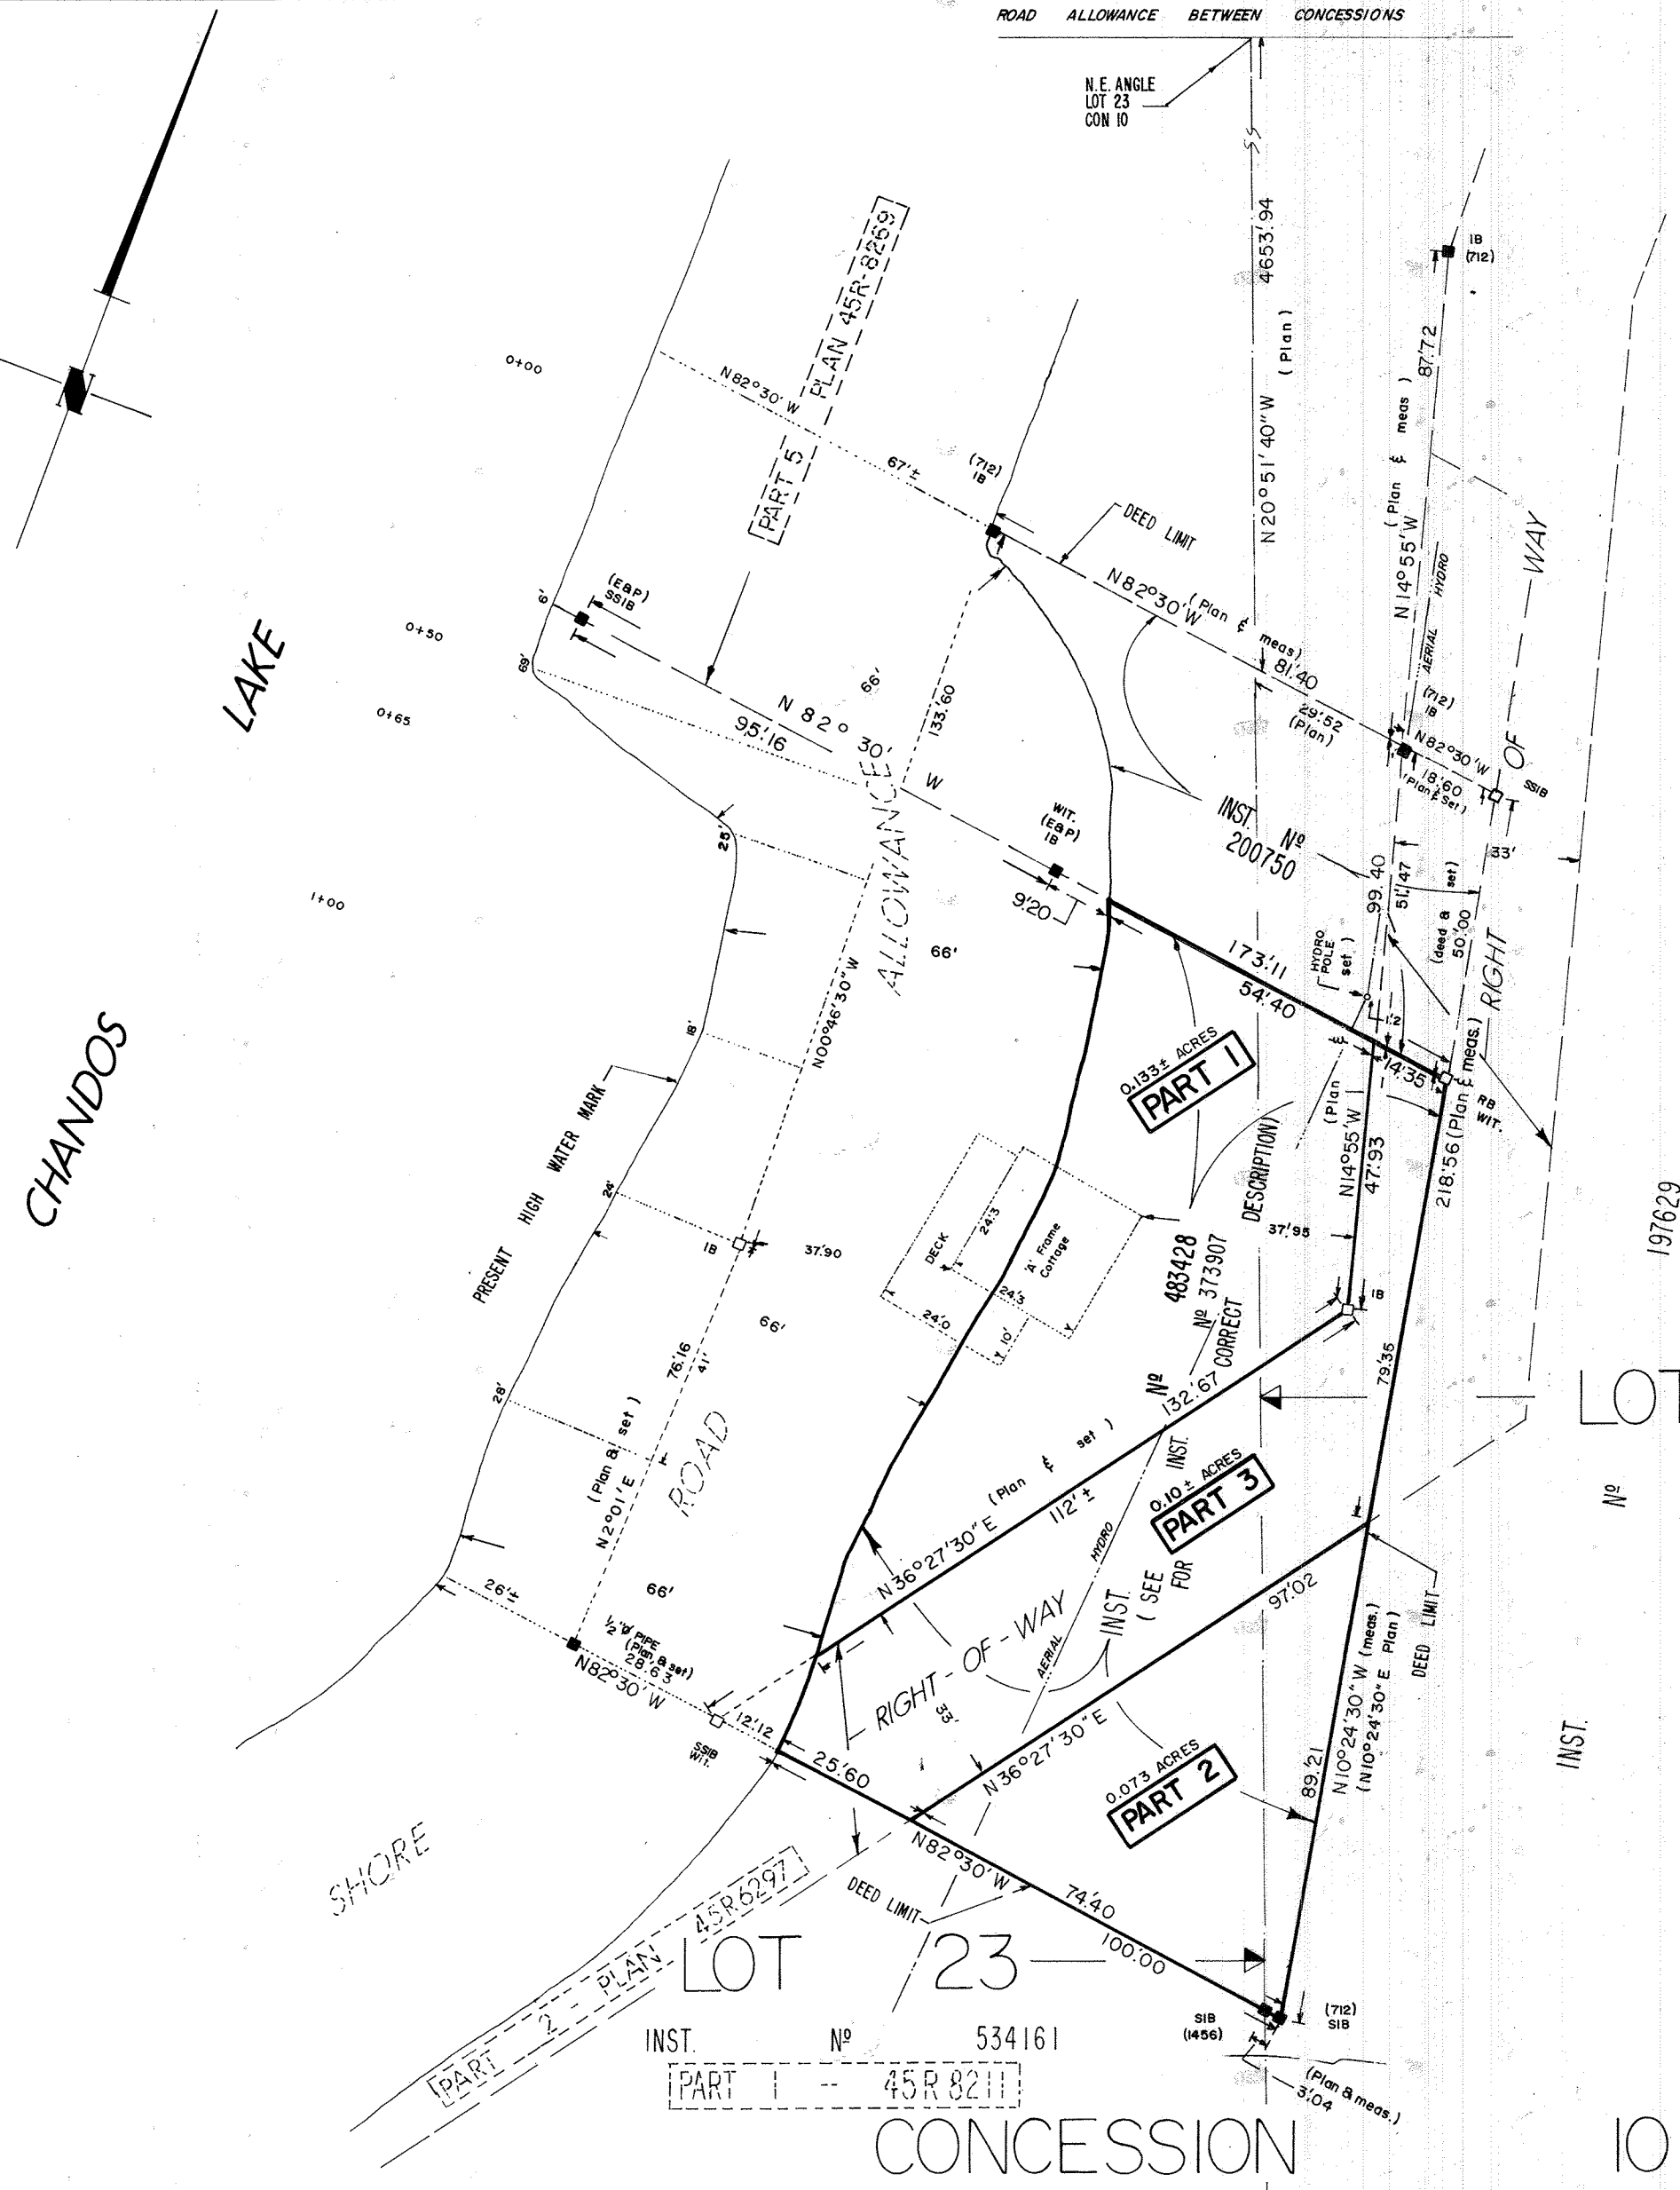 ROAD ALLOWANCE BETWEEN CONCESSIONS
N.E. ANGLE
LOT 23
CON 10
4653.94
(Plan)
N20°51'40"W
IB
(712)
87.72
(Plan & meas)
N14°55'W
AERIAL HYDRO
PART 5 PLAN 45R-8269
0+00
N82°30'W
67'±
(712)
IB
DEED LIMIT
N82°30'W
(Plan & meas)
81.40
29.52
(Plan)
(712)
IB
N82°30'W
18.60
(Plan & Set)
SSIB
RIGHT OF WAY
33'
(E&P)
SSIB
6'
0+50
69'
0+65
LAKE
N 82° 30' W
95.16
66'
133.60
WIT.
(E&P)
IB
9.20
INST. Nº
200750
99.40
51.47
(deed & set)
50.00
25'
1+00
ALLOWANCE
66'
N00°46'30"W
173.11
54.40
HYDRO
POLE
set)
1.2
14.35
RB
WIT.
218.56 (Plan & meas.)
18'
0.133± ACRES
PART 1
(Plan &
N14°55'W
47.93
37.95
IB
CHANDOS
PRESENT HIGH WATER MARK
24'
IB
37.90
DECK
24.3
'A' Frame
Cottage
24.3
24.0
10'
66'
76.16
41'
28'
(Plan & set)
N2°01'E
ROAD
483428
Nº 373907
CORRECT DESCRIPTION)
197629
Nº
132.67
79.35
LOT
Nº
(Plan & set)
N36°27'30"E
112'±
INST.
0.10± ACRES
PART 3
HYDRO
AERIAL
INST.
(SEE
FOR
97.02
26'±
66'
1/2"Ø PIPE
(Plan & set)
28.63
N82°30'W
12.12
SSIB
WIT.
25.60
RIGHT-OF-WAY
33'
N36°27'30"E
0.073 ACRES
PART 2
89.21
N10°24'30"W (meas.)
(N10°24'30"E Plan)
DEED LIMIT
INST.
SHORE
N82°30'W
DEED LIMIT
74.40
100.00
PART 2 - PLAN 45R6297
LOT 23
SIB
(1456)
(712)
SIB
INST. Nº 534161
PART 1 -- 45R 8211
(Plan & meas.)
3.04
CONCESSION 10